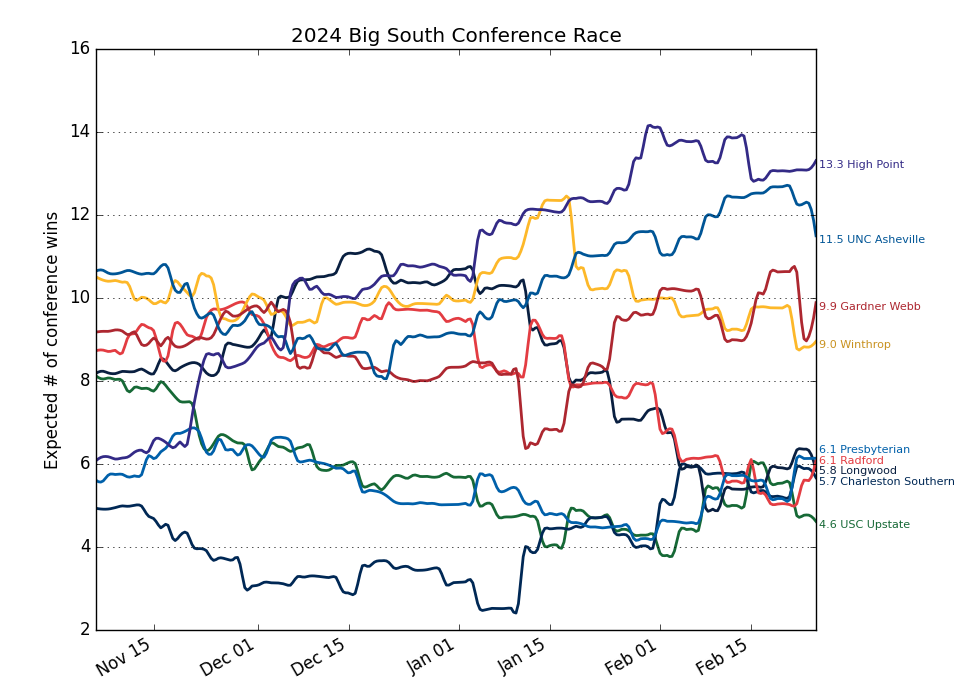 2024 Big South Conference Race
Expected # of conference wins
16
14
12
10
8
6
4
2
Nov 15
Dec 01
Dec 15
Jan 01
Jan 15
Feb 01
Feb 15
13.3 High Point
11.5 UNC Asheville
9.9 Gardner Webb
9.0 Winthrop
6.1 Presbyterian
6.1 Radford
5.8 Longwood
5.7 Charleston Southern
4.6 USC Upstate